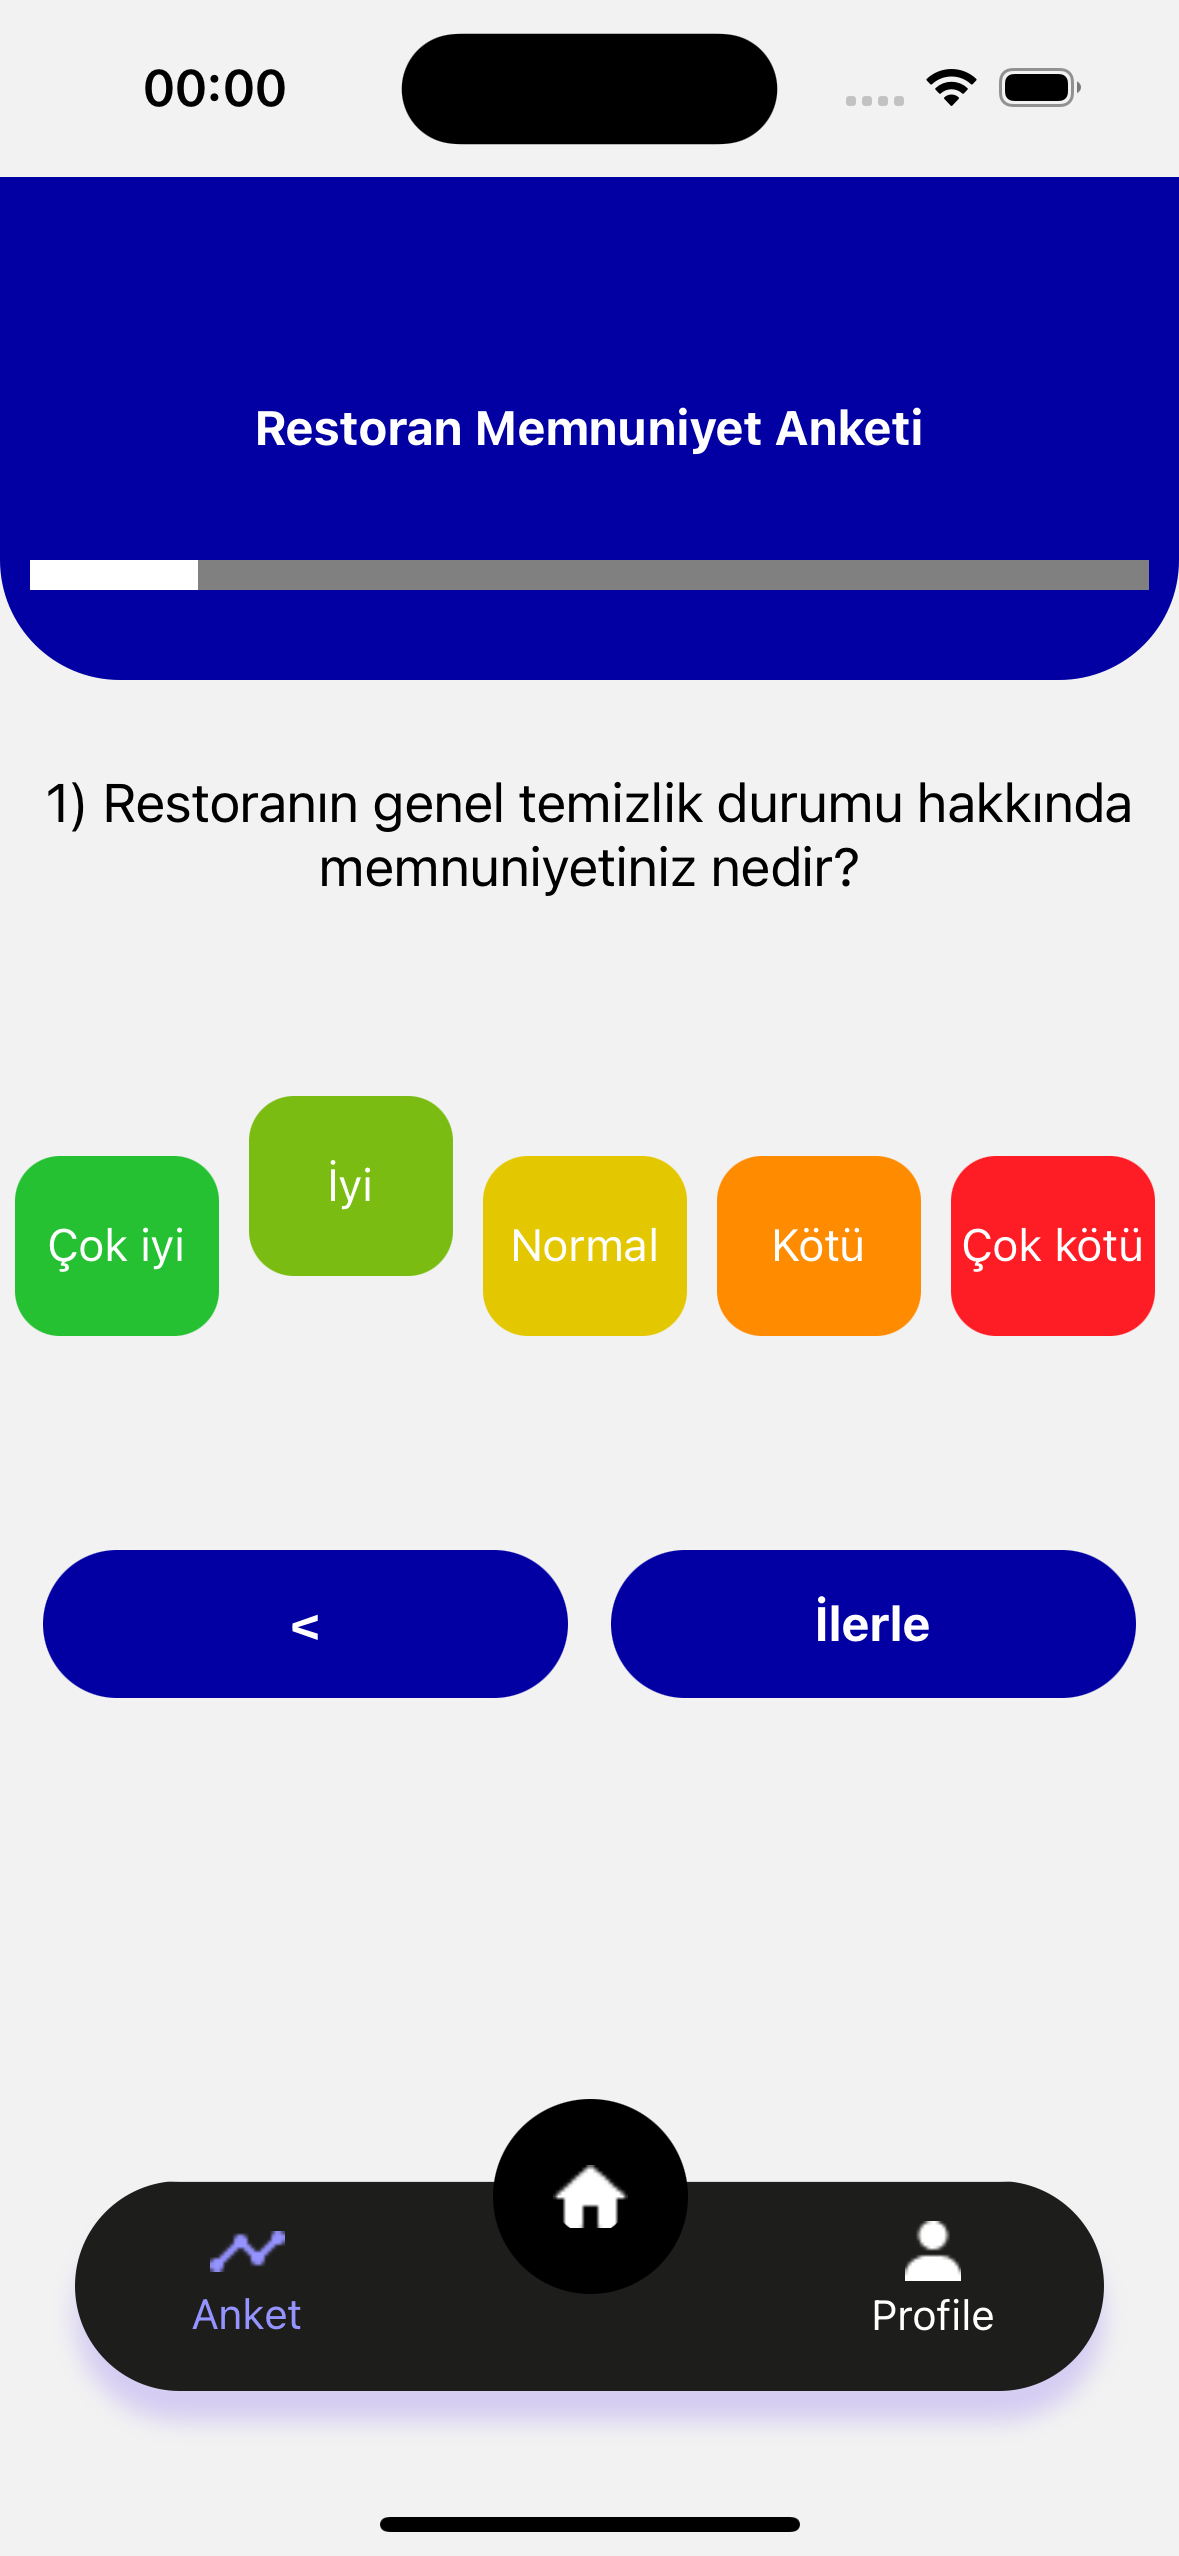 00:00
Restoran Memnuniyet Anketi
1) Restoranın genel temizlik durumu hakkında
memnuniyetiniz nedir?
Çok iyi
İyi
Normal
Kötü
Çok kötü
<
İlerle
Anket
Profile